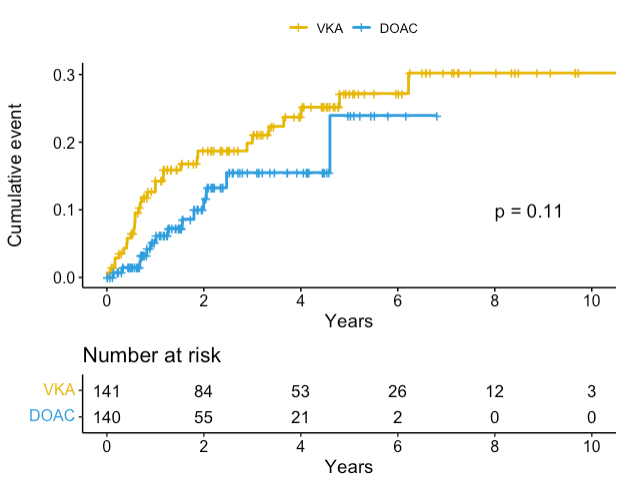 VKA DOAC
Cumulative event
0.3
0.2
0.1
0.0
p = 0.11
0 2 4 6 8 10
Years
Number at risk
VKA 141 84 53 26 12 3
DOAC 140 55 21 2 0 0
0 2 4 6 8 10
Years